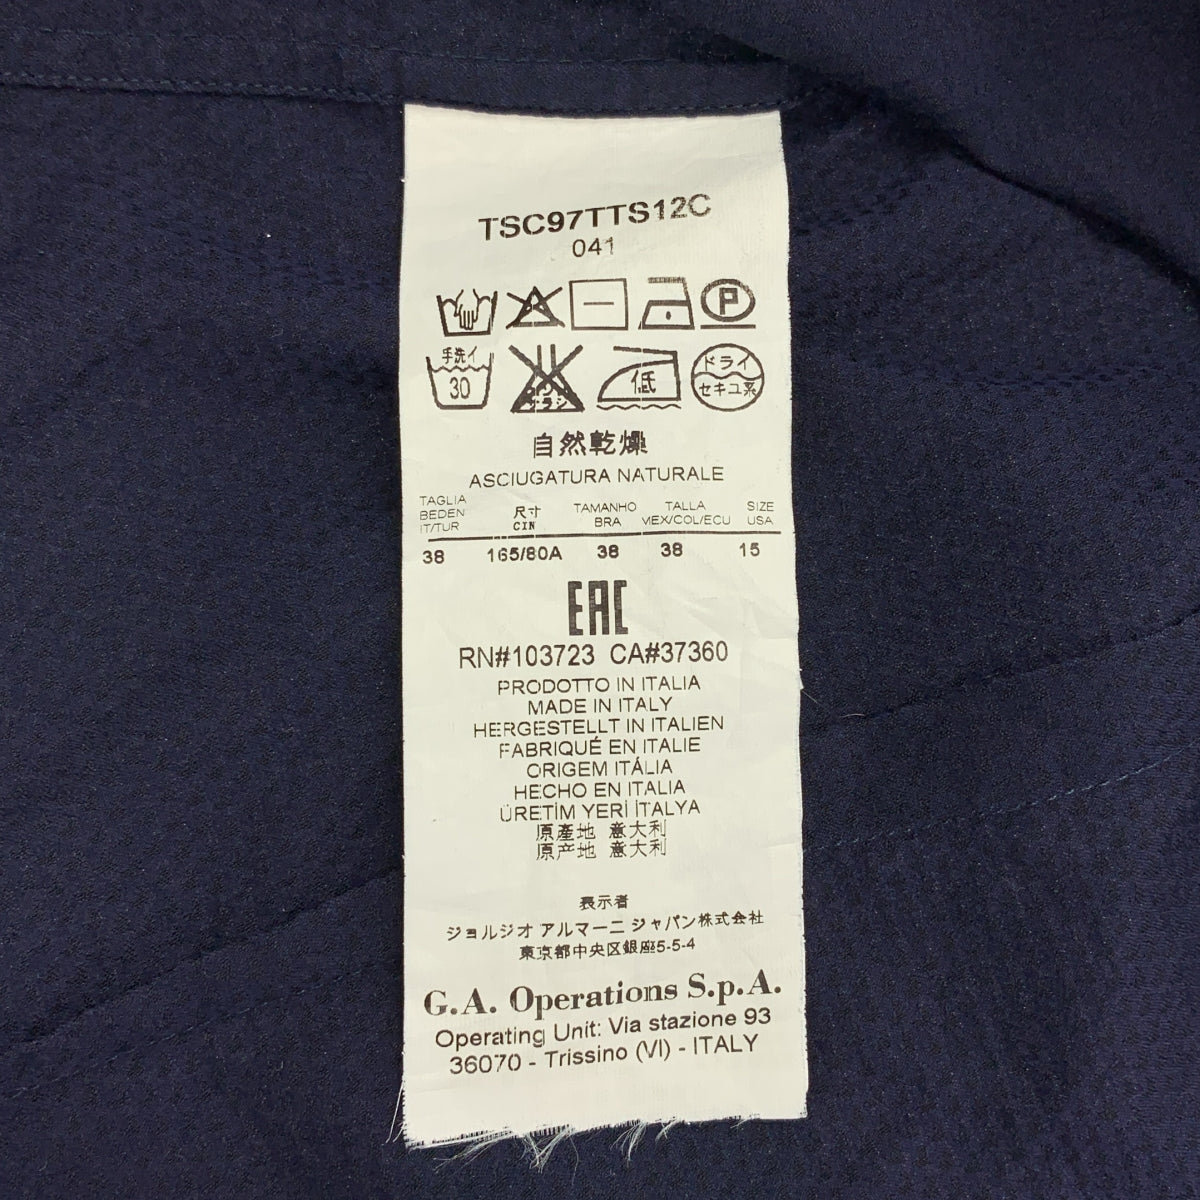 TSC97TTS12C
041
P
手洗イ
30
低
ドライ
セキユ系
自然乾燥
ASCIUGATURA NATURALE
TAGLIA BEDEN IT/TUR 尺寸 CIN TAMANHO BRA TALLA MEX/COL/ECU SIZE USA
38 165/80A 38 38 15
EAC
RN#103723 CA#37360
PRODOTTO IN ITALIA
MADE IN ITALY
HERGESTELLT IN ITALIEN
FABRIQUÉ EN ITALIE
ORIGEM ITÁLIA
HECHO EN ITALIA
ÜRETİM YERİ İTALYA
原產地 意大利
原产地 意大利
表示者
ジョルジオ アルマーニ ジャパン株式会社
東京都中央区銀座5-5-4
G.A. Operations S.p.A.
Operating Unit: Via stazione 93
36070 - Trissino (VI) - ITALY